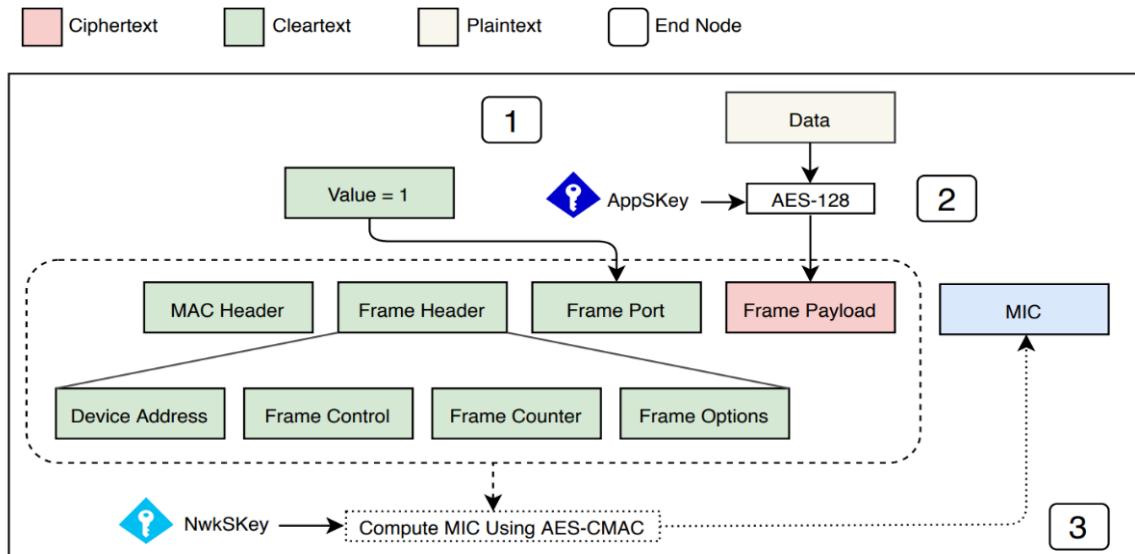 Ciphertext
Cleartext
Plaintext
End Node
1
Data
Value = 1
AppSKey
AES-128
2
MAC Header
Frame Header
Frame Port
Frame Payload
MIC
Device Address
Frame Control
Frame Counter
Frame Options
NwkSKey
Compute MIC Using AES-CMAC
3